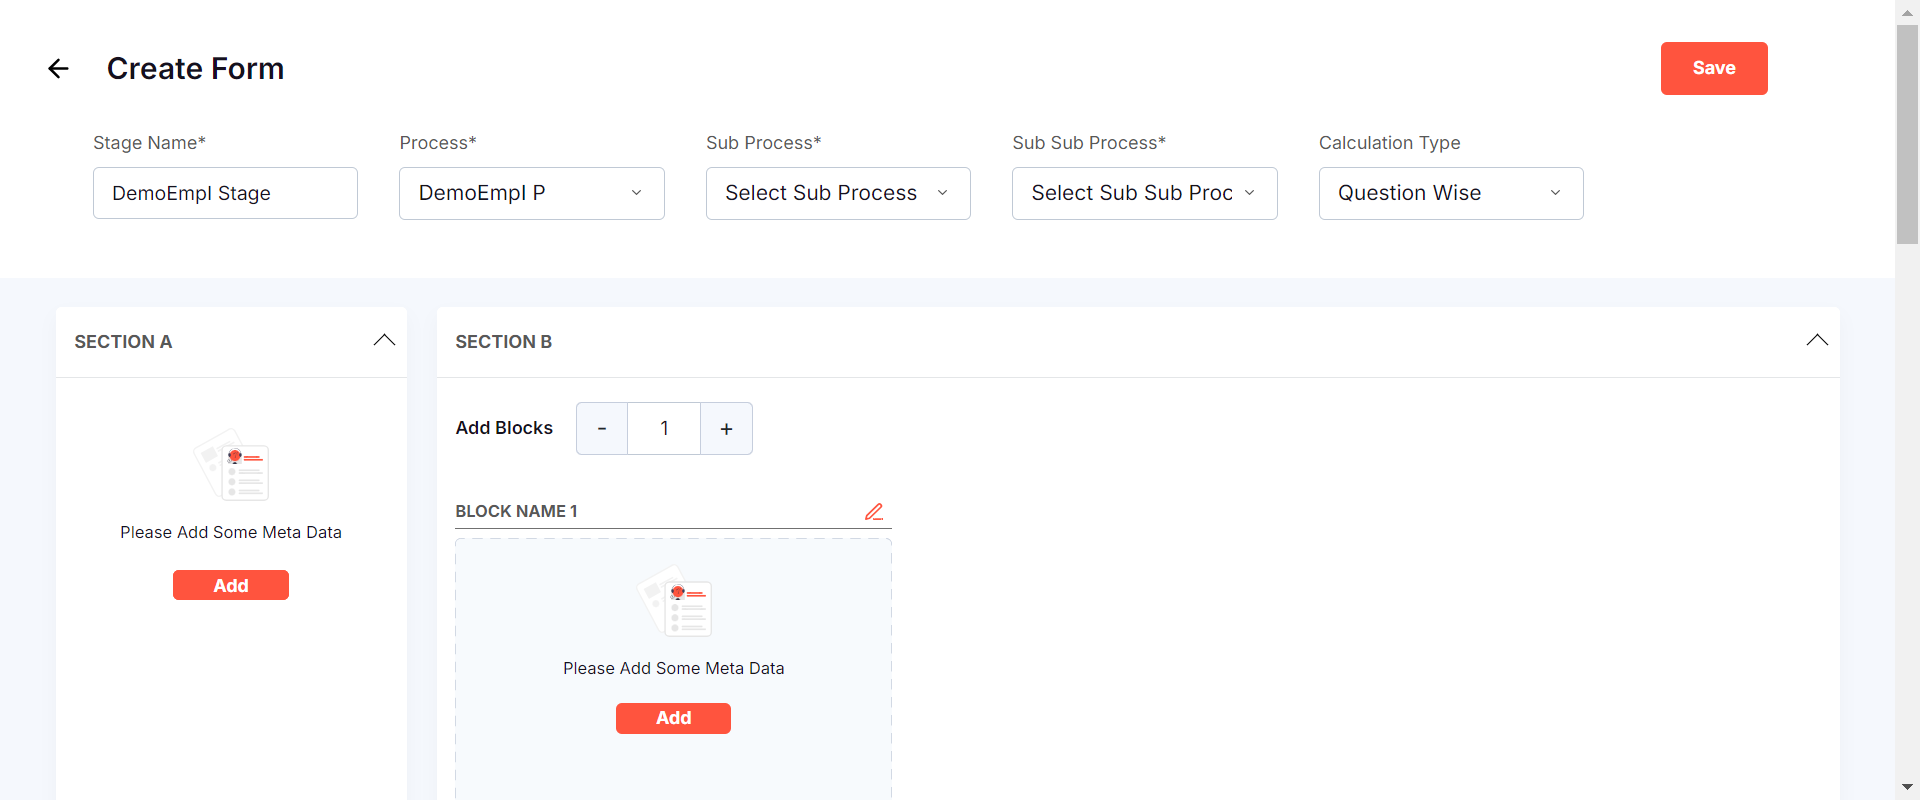 Create Form
Save
Stage Name*
Process*
Sub Process*
Sub Sub Process*
Calculation Type
DemoEmpl Stage
DemoEmpl P
Select Sub Process
Select Sub Sub Proc
Question Wise
SECTION A
SECTION B
Add Blocks
-
1
+
BLOCK NAME 1
Please Add Some Meta Data
Add
Please Add Some Meta Data
Add